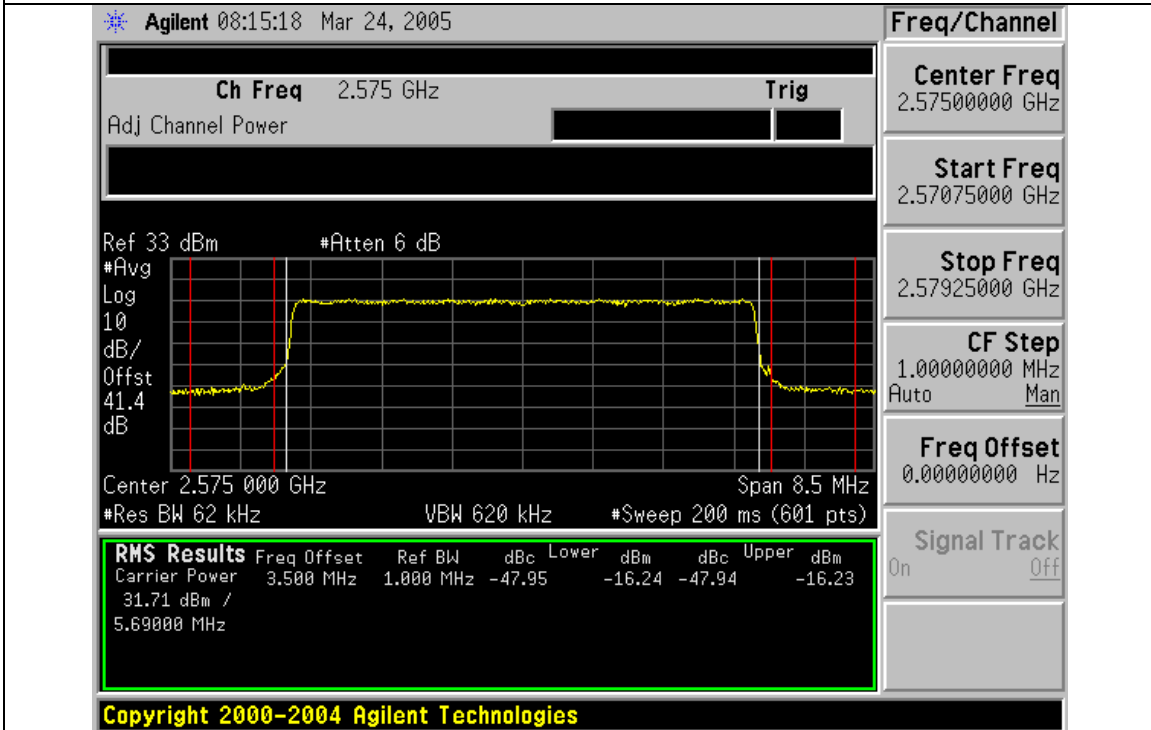 Agilent 08:15:18 Mar 24, 2005
Freq/Channel
Ch Freq 2.575 GHz Trig
Adj Channel Power
Center Freq
2.57500000 GHz
Start Freq
2.57075000 GHz
Stop Freq
2.57925000 GHz
CF Step
1.00000000 MHz
Auto Man
Freq Offset
0.00000000 Hz
Signal Track
On Off
Ref 33 dBm #Atten 6 dB
#Avg
Log
10
dB/
Offst
41.4
dB
Center 2.575 000 GHz Span 8.5 MHz
#Res BW 62 kHz VBW 620 kHz #Sweep 200 ms (601 pts)
RMS Results Freq Offset Ref BW dBc Lower dBm dBc Upper dBm
Carrier Power 3.500 MHz 1.000 MHz -47.95 -16.24 -47.94 -16.23
31.71 dBm /
5.69000 MHz
Copyright 2000-2004 Agilent Technologies